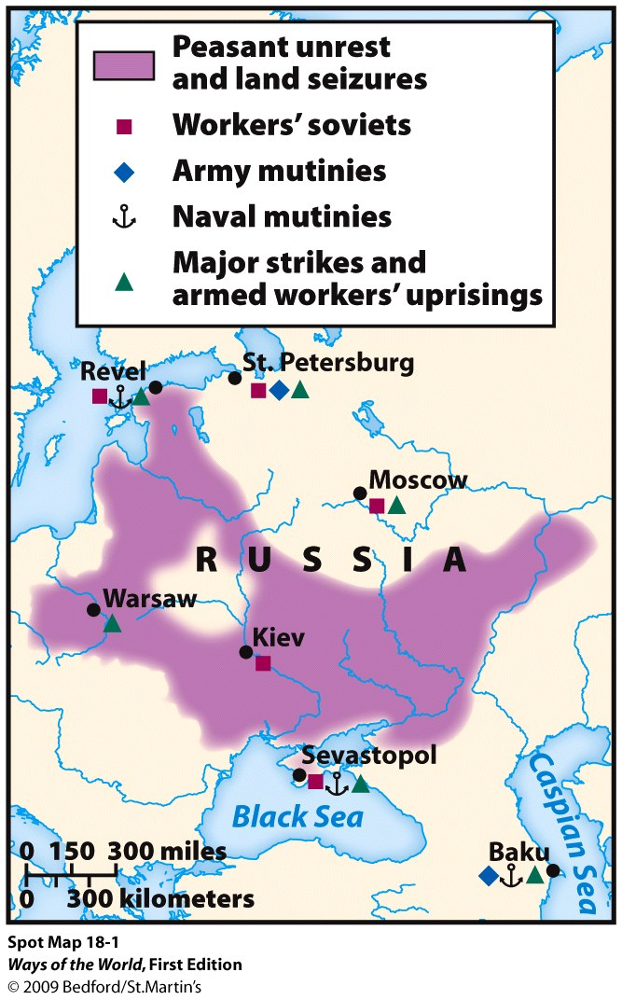 Peasant unrest
and land seizures
Workers' soviets
Army mutinies
Naval mutinies
Major strikes and
armed workers' uprisings
Revel
St. Petersburg
Moscow
RUSSIA
Warsaw
Kiev
Sevastopol
Black Sea
Caspian Sea
Baku
0 150 300 miles
0 300 kilometers
Spot Map 18-1
Ways of the World, First Edition
© 2009 Bedford/St.Martin's